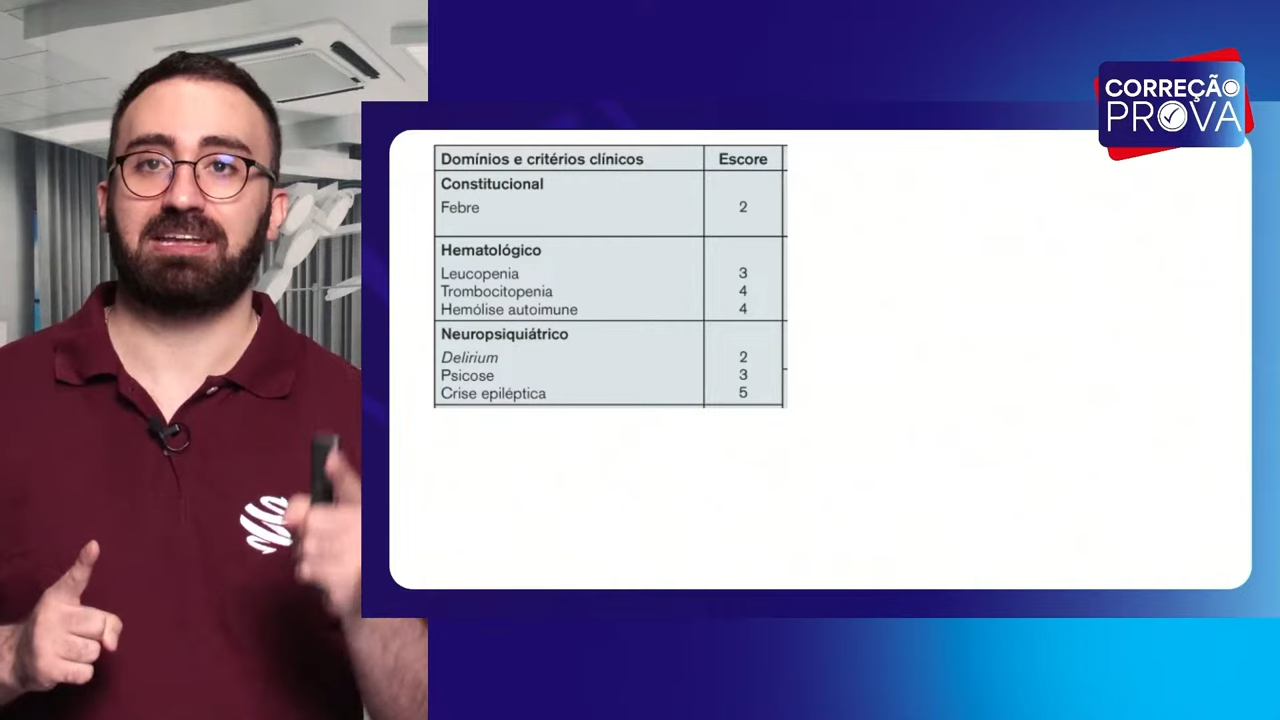 CORREÇÃO
PROVA
Domínios e critérios clínicos Escore
Constitucional
Febre 2
Hematológico
Leucopenia 3
Trombocitopenia 4
Hemólise autoimune 4
Neuropsiquiátrico
Delirium 2
Psicose 3
Crise epiléptica 5